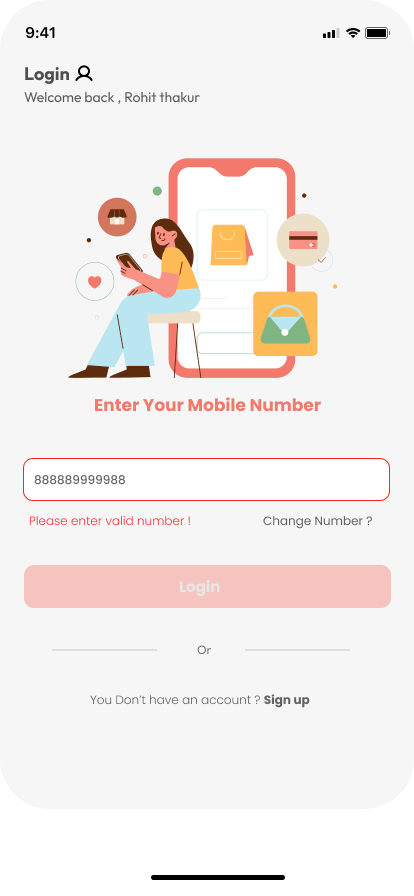 9:41
Login
Welcome back , Rohit thakur
Enter Your Mobile Number
888889999988
Please enter valid number !
Change Number ?
Login
Or
You Don't have an account ? Sign up